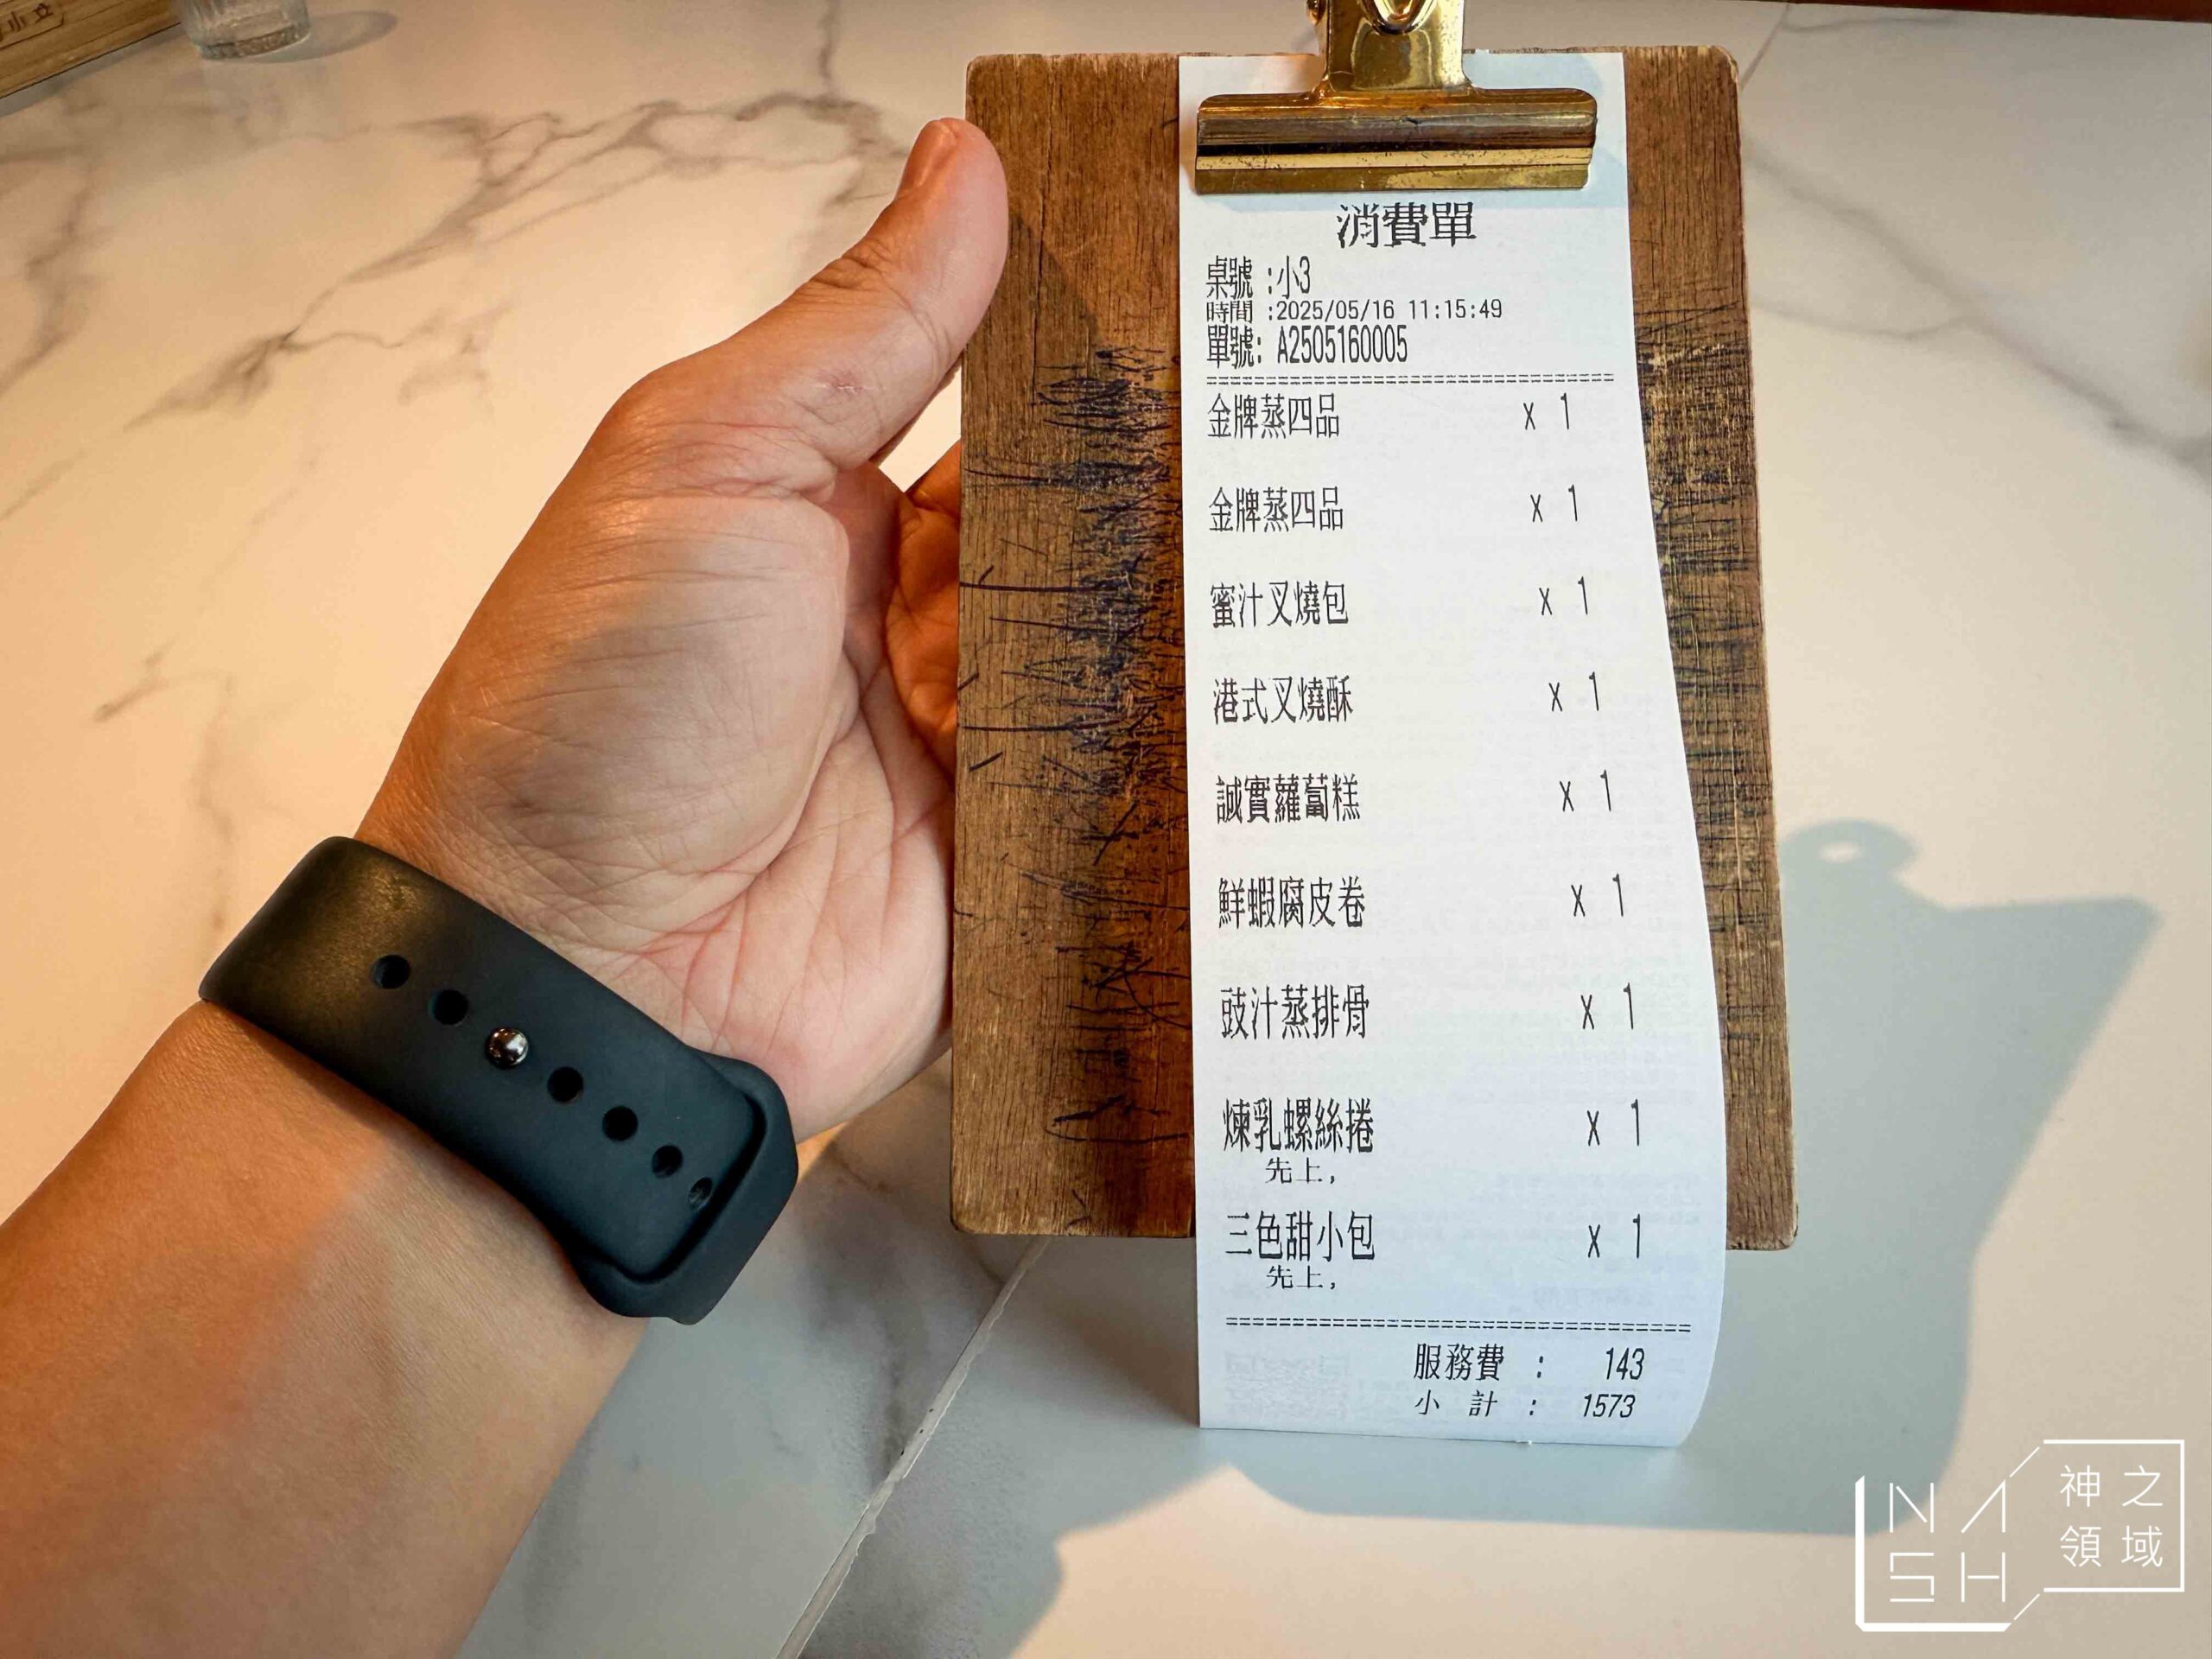 消費單
桌號 :小3
時間 :2025/05/16 11:15:49
單號: A2505160005
==============================
金牌蒸四品 x 1
金牌蒸四品 x 1
蜜汁叉燒包 x 1
港式叉燒酥 x 1
誠實蘿蔔糕 x 1
鮮蝦腐皮卷 x 1
豉汁蒸排骨 x 1
煉乳螺絲捲 x 1
先上,
三色甜小包 x 1
先上,
==============================
服務費 : 143
小 計 : 1573
NASH
神之領域